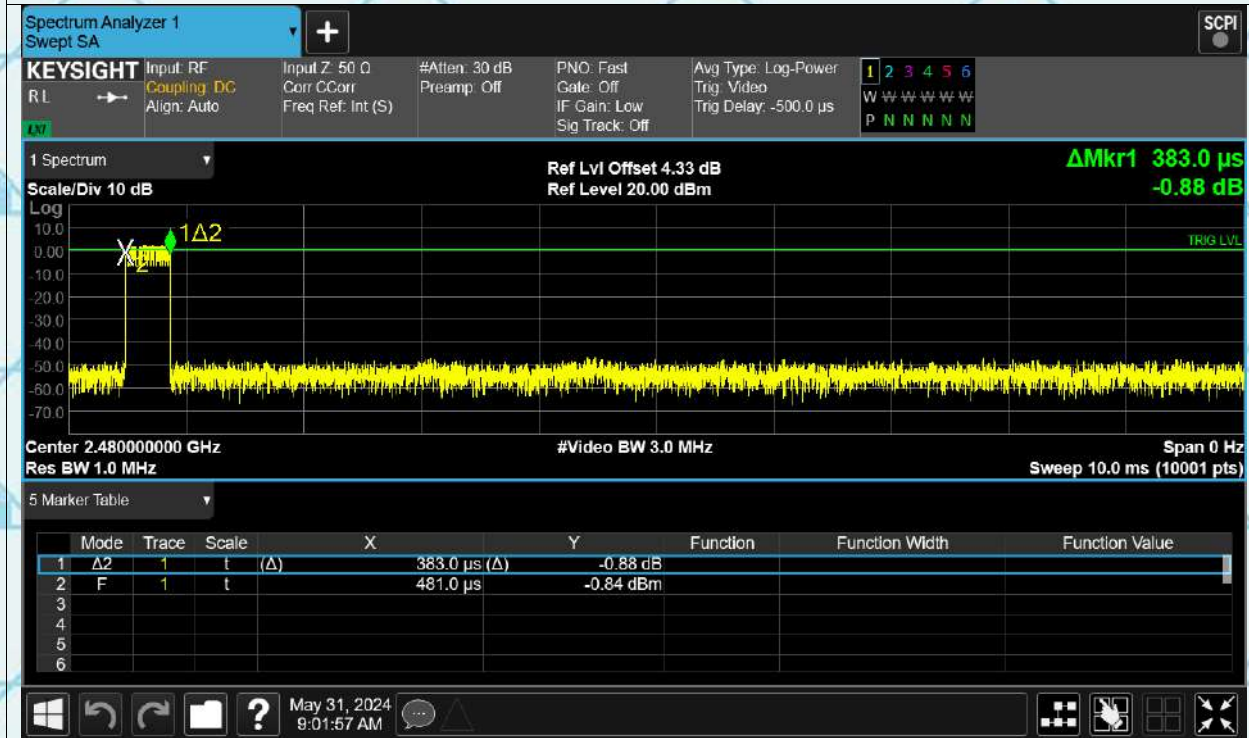 Spectrum Analyzer 1
Swept SA
+
SCPI
KEYSIGHT
RL
LXI
Input: RF
Coupling: DC
Align: Auto
Input Z: 50 Ω
Corr CCorr
Freq Ref: Int (S)
#Atten: 30 dB
Preamp: Off
PNO: Fast
Gate: Off
IF Gain: Low
Sig Track: Off
Avg Type: Log-Power
Trig: Video
Trig Delay: -500.0 µs
1 2 3 4 5 6
W W W W W W
P N N N N N
1 Spectrum
Scale/Div 10 dB
Log
Ref Lvl Offset 4.33 dB
Ref Level 20.00 dBm
ΔMkr1 383.0 µs
-0.88 dB
10.0
0.00
-10.0
-20.0
-30.0
-40.0
-50.0
-60.0
-70.0
1Δ2
2
TRIG LVL
Center 2.480000000 GHz
#Video BW 3.0 MHz
Span 0 Hz
Res BW 1.0 MHz
Sweep 10.0 ms (10001 pts)
5 Marker Table
Mode Trace Scale X Y Function Function Width Function Value
1 Δ2 1 t (Δ) 383.0 µs (Δ) -0.88 dB
2 F 1 t 481.0 µs -0.84 dBm
3
4
5
6
?
May 31, 2024
9:01:57 AM